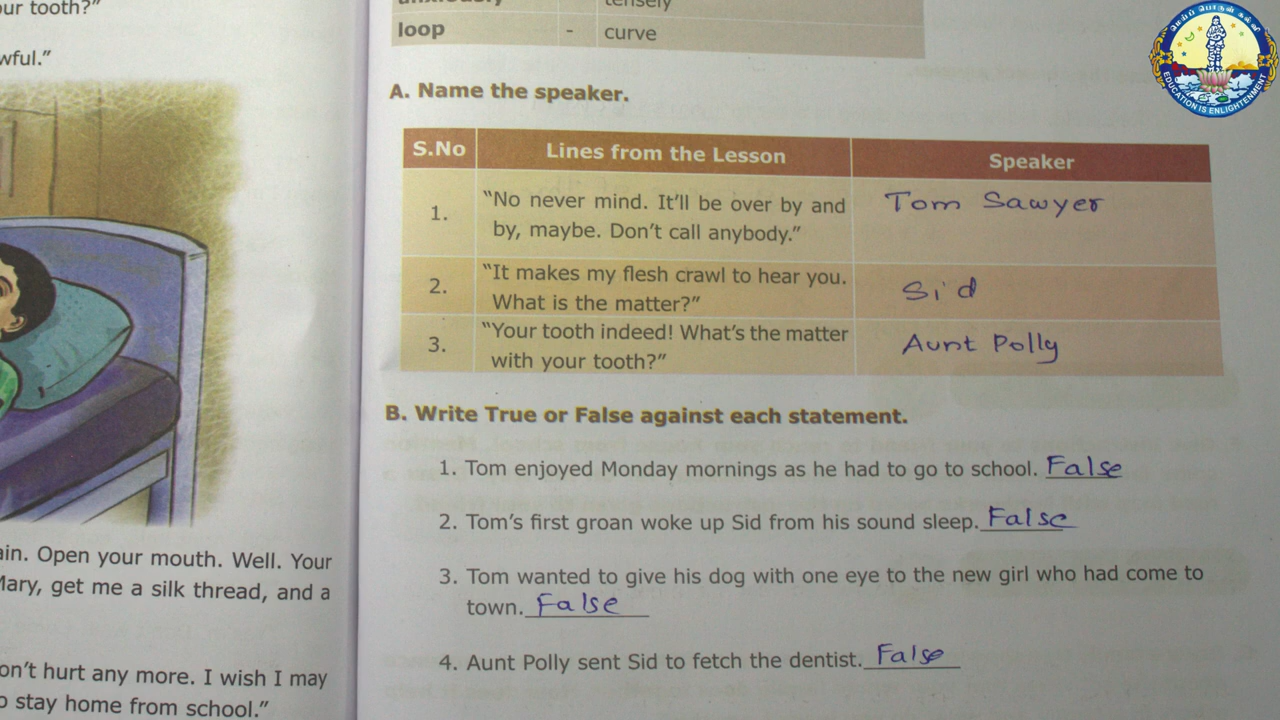 our tooth?"
wful."
anxiously - tensely
loop - curve
A. Name the speaker.
S.No Lines from the Lesson Speaker
1. "No never mind. It'll be over by and by, maybe. Don't call anybody." Tom Sawyer
2. "It makes my flesh crawl to hear you. What is the matter?" Sid
3. "Your tooth indeed! What's the matter with your tooth?" Aunt Polly
B. Write True or False against each statement.
1. Tom enjoyed Monday mornings as he had to go to school. False
2. Tom's first groan woke up Sid from his sound sleep. False
3. Tom wanted to give his dog with one eye to the new girl who had come to
town. False
4. Aunt Polly sent Sid to fetch the dentist. False
ain. Open your mouth. Well. Your
Mary, get me a silk thread, and a
on't hurt any more. I wish I may
o stay home from school."
மெய்ப் பொருள் கல்வி
EDUCATION IS ENLIGHTENMENT